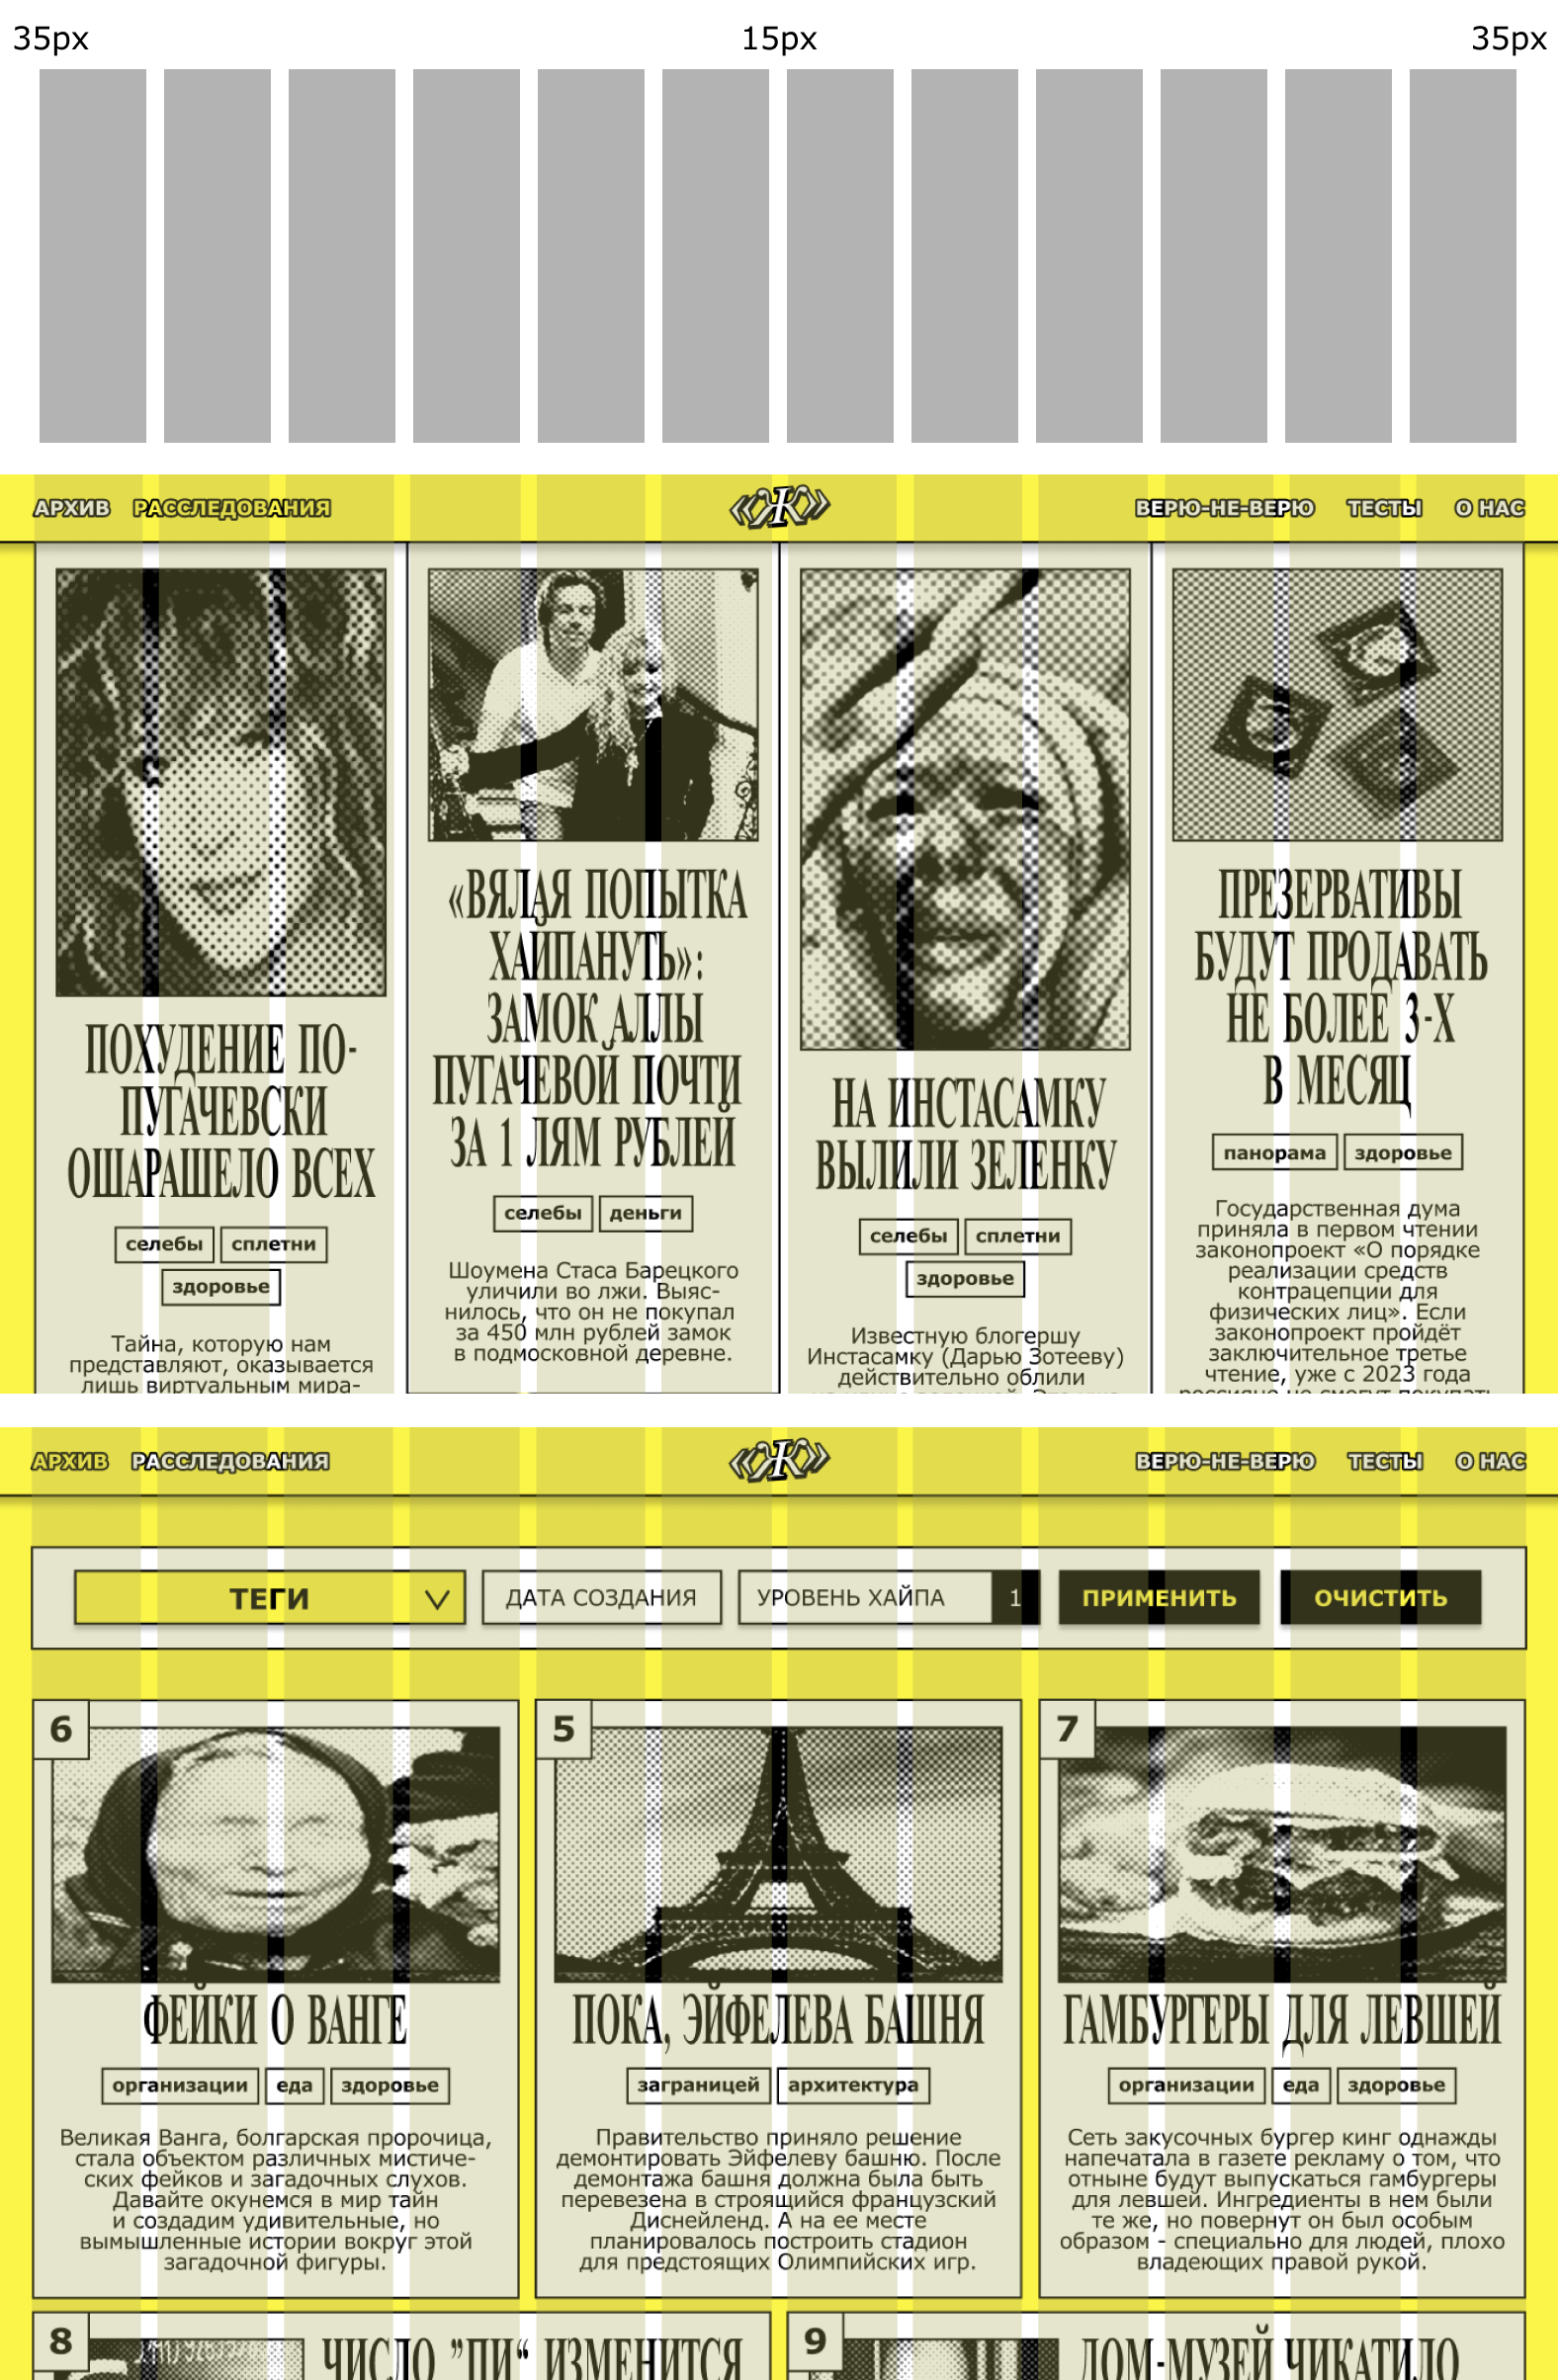 35px 15px 35px
АРХИВ РАССЛЕДОВАНИЯ «Ж» ВЕРЮ-НЕ-ВЕРЮ ТЕСТЫ О НАС
ПОХУДЕНИЕ ПО-
ПУГАЧЕВСКИ
ОШАРАШЕЛО ВСЕХ
селебы сплетни
здоровье
Тайна, которую нам
представляют, оказывается
лишь виртуальным мира-
«ВЯЛАЯ ПОПЫТКА
ХАЙПАНУТЬ»:
ЗАМОК АЛЛЫ
ПУГАЧЕВОЙ ПОЧТИ
ЗА 1 ЛЯМ РУБЛЕЙ
селебы деньги
Шоумена Стаса Барецкого
уличили во лжи. Выяс-
нилось, что он не покупал
за 450 млн рублей замок
в подмосковной деревне.
НА ИНСТАСАМКУ
ВЫЛИЛИ ЗЕЛЕНКУ
селебы сплетни
здоровье
Известную блогершу
Инстасамку (Дарью Зотееву)
действительно облили
ПРЕЗЕРВАТИВЫ
БУДУТ ПРОДАВАТЬ
НЕ БОЛЕЕ 3-Х
В МЕСЯЦ
панорама здоровье
Государственная дума
приняла в первом чтении
законопроект «О порядке
реализации средств
контрацепции для
физических лиц». Если
законопроект пройдёт
заключительное третье
чтение, уже с 2023 года
россияне не смогут покупать
АРХИВ РАССЛЕДОВАНИЯ «Ж» ВЕРЮ-НЕ-ВЕРЮ ТЕСТЫ О НАС
ТЕГИ ДАТА СОЗДАНИЯ УРОВЕНЬ ХАЙПА 1 ПРИМЕНИТЬ ОЧИСТИТЬ
6
ФЕЙКИ О ВАНГЕ
организации еда здоровье
Великая Ванга, болгарская пророчица,
стала объектом различных мистиче-
ских фейков и загадочных слухов.
Давайте окунемся в мир тайн
и создадим удивительные, но
вымышленные истории вокруг этой
загадочной фигуры.
5
ПОКА, ЭЙФЕЛЕВА БАШНЯ
заграницей архитектура
Правительство приняло решение
демонтировать Эйфелеву башню. После
демонтажа башня должна была быть
перевезена в строящийся французский
Диснейленд. А на ее месте
планировалось построить стадион
для предстоящих Олимпийских игр.
7
ГАМБУРГЕРЫ ДЛЯ ЛЕВШЕЙ
организации еда здоровье
Сеть закусочных бургер кинг однажды
напечатала в газете рекламу о том, что
отныне будут выпускаться гамбургеры
для левшей. Ингредиенты в нем были
те же, но повернут он был особым
образом - специально для людей, плохо
владеющих правой рукой.
8
ЧИСЛО ”ПИ“ ИЗМЕНИТСЯ
9
ДОМ-МУЗЕЙ ЧИКАТИЛО